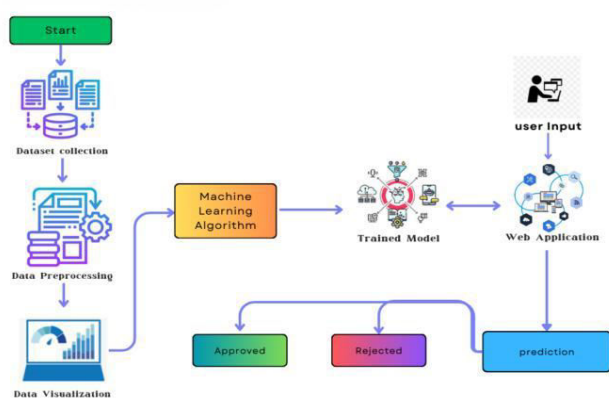 Start
Dataset collection
Data Preprocessing
Data Visualization
Machine
Learning
Algorithm
Trained Model
user Input
Web Application
prediction
Rejected
Approved